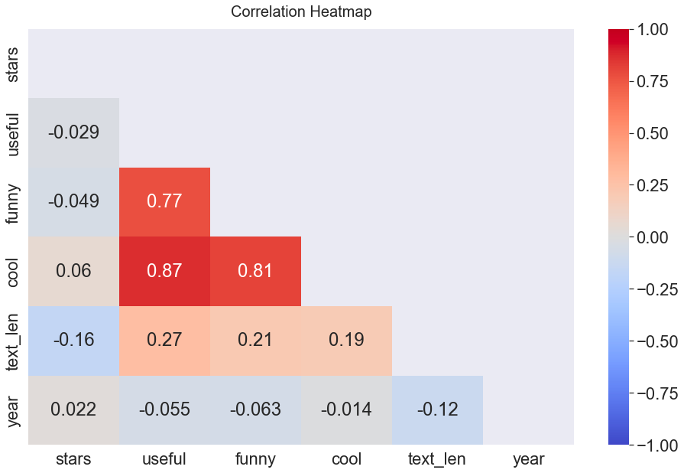 Correlation Heatmap
stars
useful -0.029
funny -0.049 0.77
cool 0.06 0.87 0.81
text_len -0.16 0.27 0.21 0.19
year 0.022 -0.055 -0.063 -0.014 -0.12
stars useful funny cool text_len year
1.00
0.75
0.50
0.25
0.00
−0.25
−0.50
−0.75
−1.00